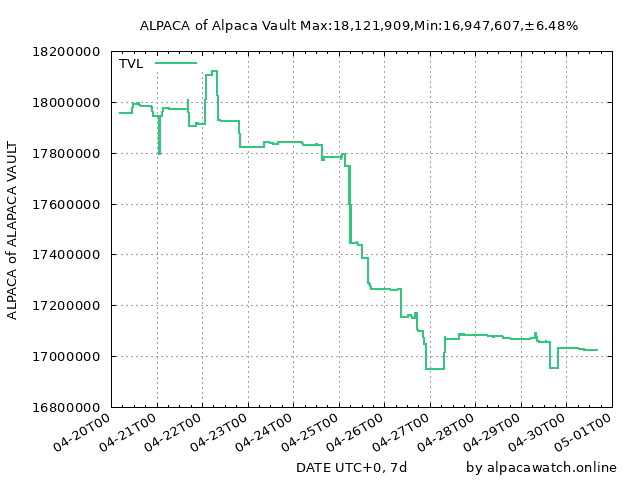 ALPACA of Alpaca Vault Max:18,121,909,Min:16,947,607,±6.48%
TVL
ALPACA of ALAPACA VAULT
18200000
18000000
17800000
17600000
17400000
17200000
17000000
16800000
04-20T00
04-21T00
04-22T00
04-23T00
04-24T00
04-25T00
04-26T00
04-27T00
04-28T00
04-29T00
04-30T00
05-01T00
DATE UTC+0, 7d
by alpacawatch.online